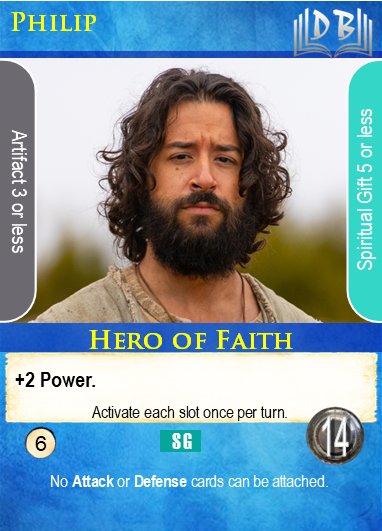 PHILIP
DB
Artifact 3 or less
Spiritual Gift 5 or less
HERO OF FAITH
+2 Power.
Activate each slot once per turn.
6
SG
14
No Attack or Defense cards can be attached.